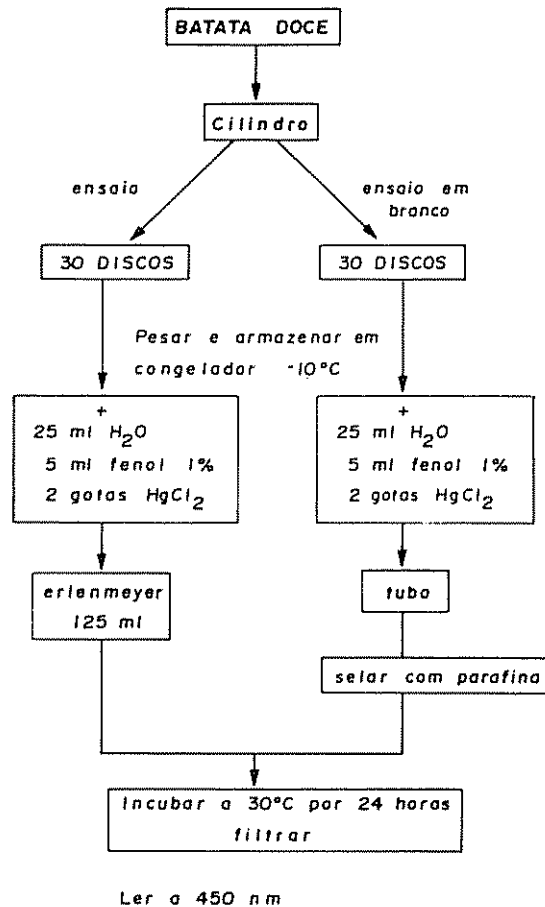 BATATA DOCE
Cilindro
ensaio
ensaio em
branco
30 DISCOS
30 DISCOS
Pesar e armazenar em
congelador -10°C
+
25 ml H₂O
5 ml fenol 1%
2 gotas HgCl₂
+
25 ml H₂O
5 ml fenol 1%
2 gotas HgCl₂
erlenmeyer
125 ml
tubo
selar com parafina
Incubar a 30°C por 24 horas
filtrar
Ler a 450 nm